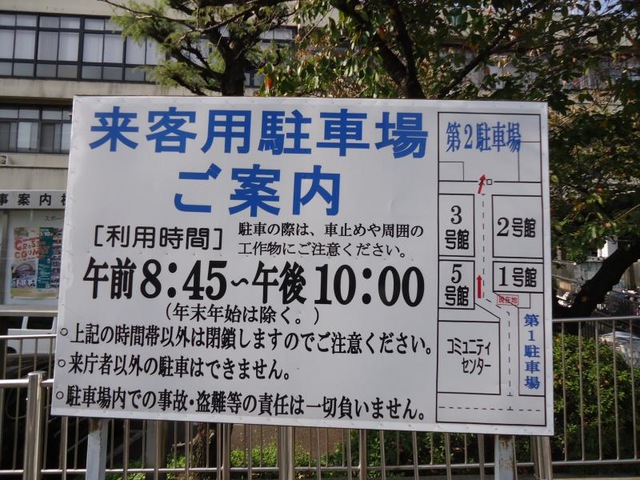 来客用駐車場
ご案内
[利用時間]
駐車の際は、車止めや周囲の
工作物にご注意ください。
午前8:45~午後10:00
(年末年始は除く。)
○上記の時間帯以外は閉鎖しますのでご注意ください。
○来庁者以外の駐車はできません。
○駐車場内での事故・盗難等の責任は一切負いません。
第2駐車場
3
号館
2号館
5
号館
1号館
現在地
コミュニティ
センター
第1駐車場
事案内板